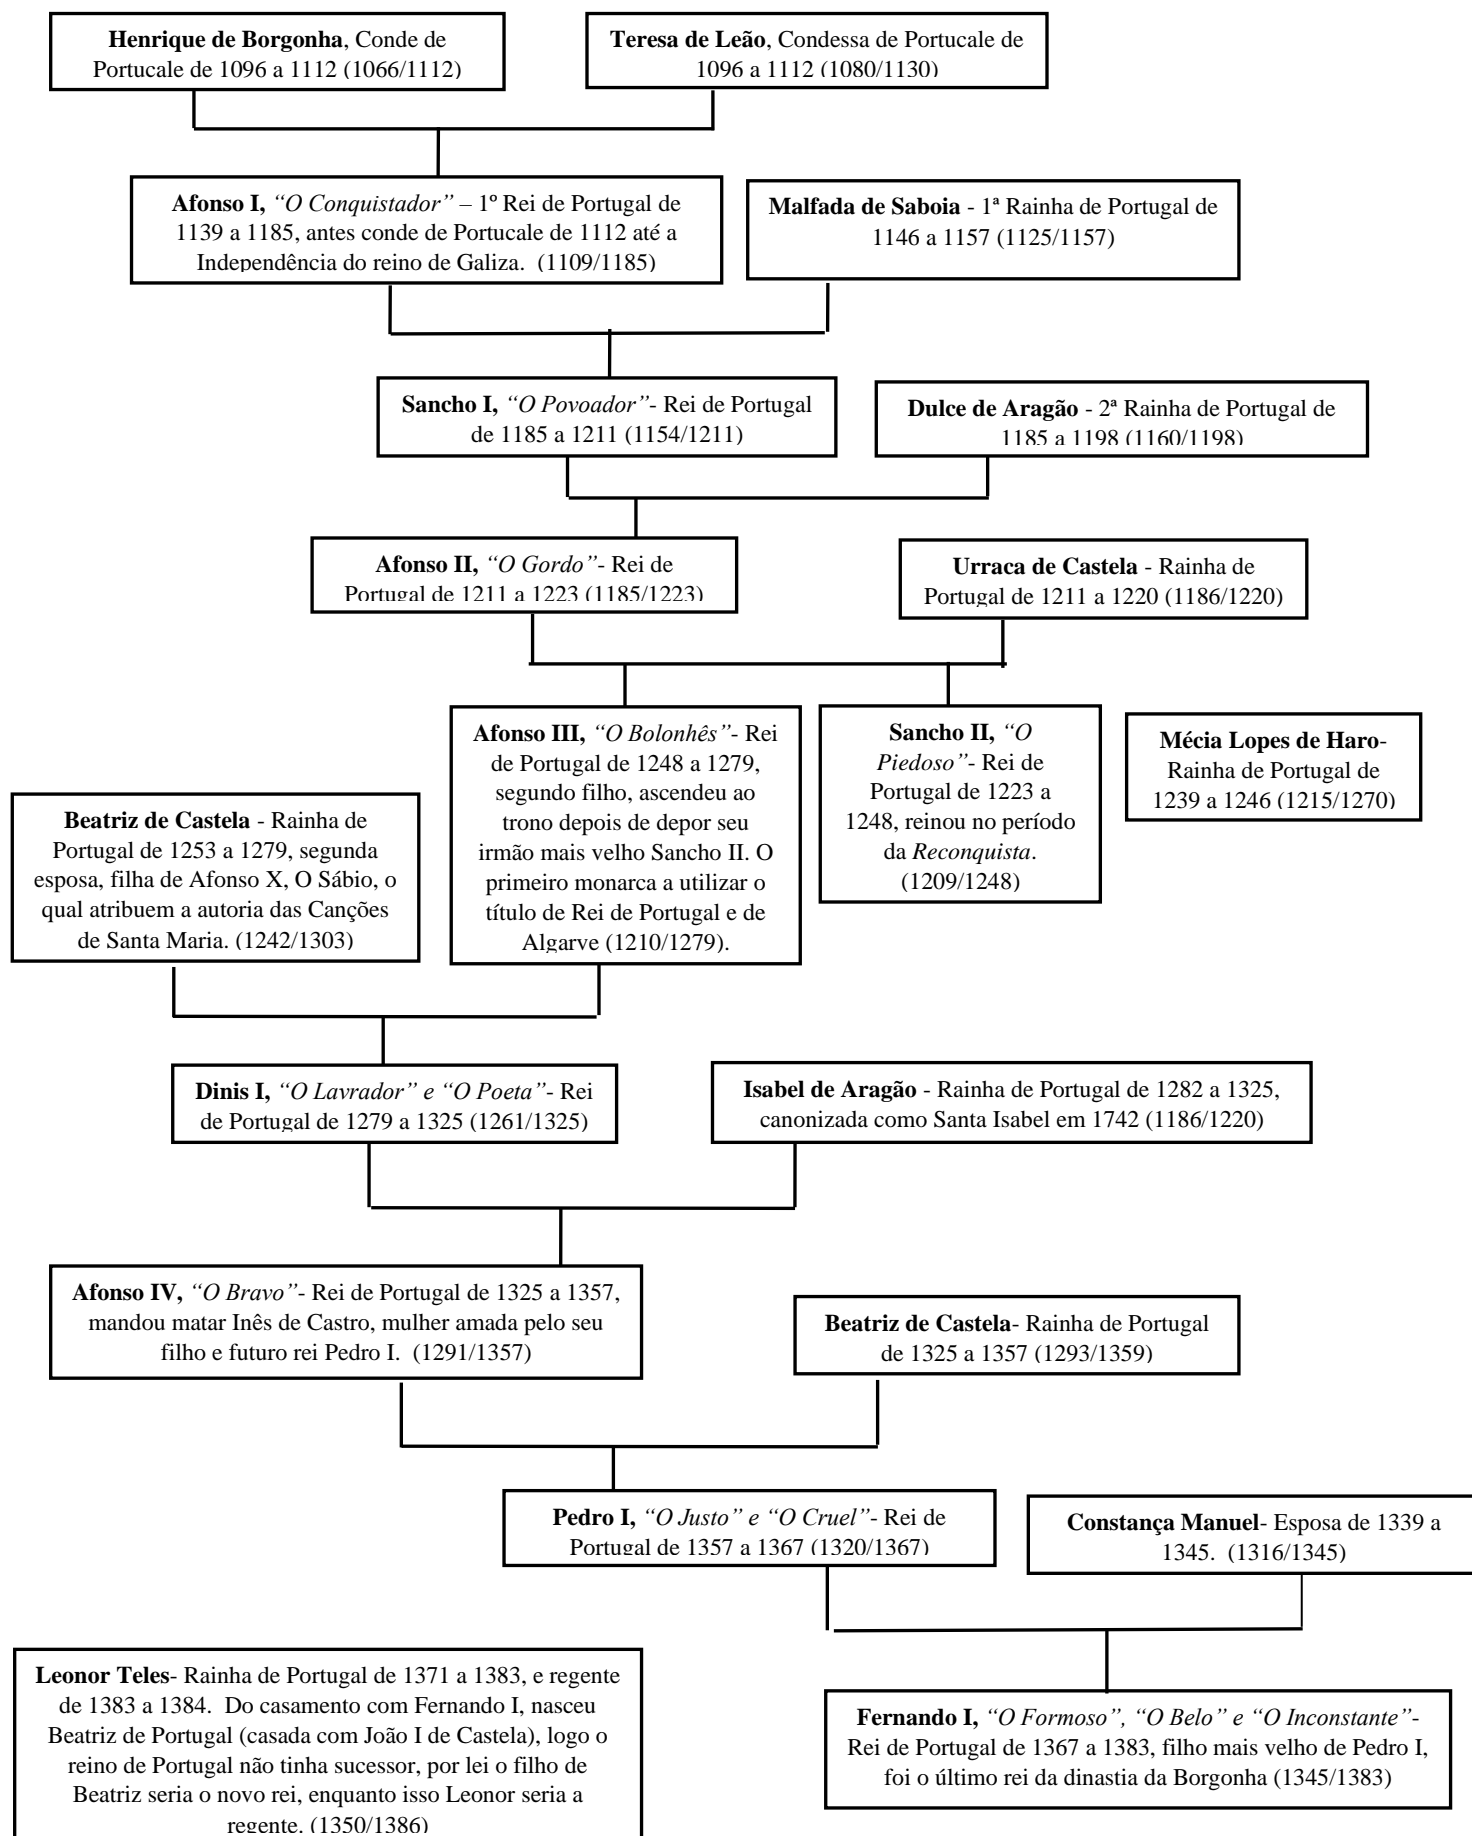 Henrique de Borgonha, Conde de
Portucale de 1096 a 1112 (1066/1112)
Teresa de Leão, Condessa de Portucale de
1096 a 1112 (1080/1130)
Afonso I, “O Conquistador” – 1º Rei de Portugal de
1139 a 1185, antes conde de Portucale de 1112 até a
Independência do reino de Galiza. (1109/1185)
Malfada de Saboia - 1ª Rainha de Portugal de
1146 a 1157 (1125/1157)
Sancho I, “O Povoador”- Rei de Portugal
de 1185 a 1211 (1154/1211)
Dulce de Aragão - 2ª Rainha de Portugal de
1185 a 1198 (1160/1198)
Afonso II, “O Gordo”- Rei de
Portugal de 1211 a 1223 (1185/1223)
Urraca de Castela - Rainha de
Portugal de 1211 a 1220 (1186/1220)
Afonso III, “O Bolonhês”- Rei
de Portugal de 1248 a 1279,
segundo filho, ascendeu ao
trono depois de depor seu
irmão mais velho Sancho II. O
primeiro monarca a utilizar o
título de Rei de Portugal e de
Algarve (1210/1279).
Sancho II, “O
Piedoso”- Rei de
Portugal de 1223 a
1248, reinou no período
da Reconquista.
(1209/1248)
Mécia Lopes de Haro-
Rainha de Portugal de
1239 a 1246 (1215/1270)
Beatriz de Castela - Rainha de
Portugal de 1253 a 1279, segunda
esposa, filha de Afonso X, O Sábio, o
qual atribuem a autoria das Canções
de Santa Maria. (1242/1303)
Dinis I, “O Lavrador” e “O Poeta”- Rei
de Portugal de 1279 a 1325 (1261/1325)
Isabel de Aragão - Rainha de Portugal de 1282 a 1325,
canonizada como Santa Isabel em 1742 (1186/1220)
Afonso IV, “O Bravo”- Rei de Portugal de 1325 a 1357,
mandou matar Inês de Castro, mulher amada pelo seu
filho e futuro rei Pedro I. (1291/1357)
Beatriz de Castela- Rainha de Portugal
de 1325 a 1357 (1293/1359)
Pedro I, “O Justo” e “O Cruel”- Rei de
Portugal de 1357 a 1367 (1320/1367)
Constança Manuel- Esposa de 1339 a
1345. (1316/1345)
Leonor Teles- Rainha de Portugal de 1371 a 1383, e regente
de 1383 a 1384. Do casamento com Fernando I, nasceu
Beatriz de Portugal (casada com João I de Castela), logo o
reino de Portugal não tinha sucessor, por lei o filho de
Beatriz seria o novo rei, enquanto isso Leonor seria a
regente. (1350/1386)
Fernando I, “O Formoso”, “O Belo” e “O Inconstante”-
Rei de Portugal de 1367 a 1383, filho mais velho de Pedro I,
foi o último rei da dinastia da Borgonha (1345/1383)